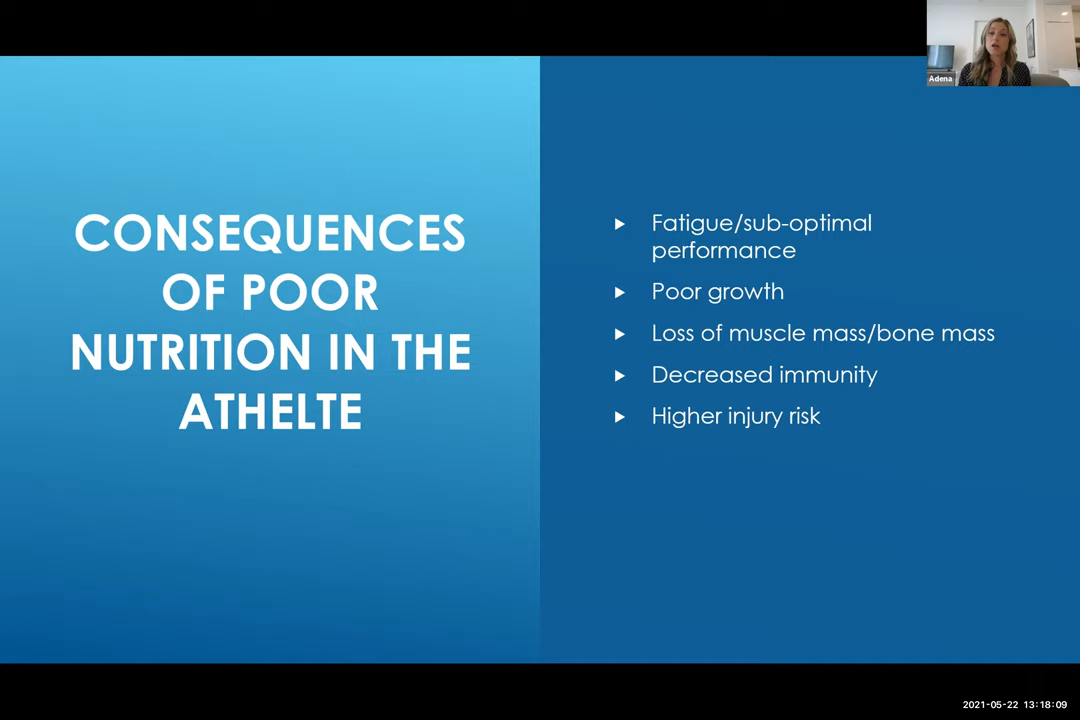 Adena
CONSEQUENCES
OF POOR
NUTRITION IN THE
ATHELTE
Fatigue/sub-optimal
performance
Poor growth
Loss of muscle mass/bone mass
Decreased immunity
Higher injury risk
2021-05-22 13:18:09